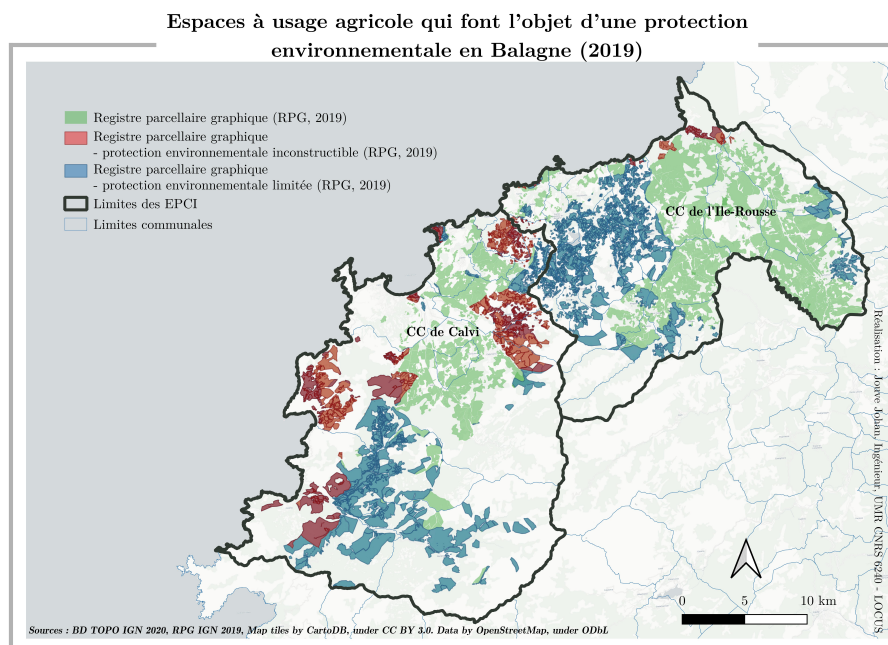 Espaces à usage agricole qui font l'objet d'une protection
environnementale en Balagne (2019)
Registre parcellaire graphique (RPG, 2019)
Registre parcellaire graphique
- protection environnementale inconstructible (RPG, 2019)
Registre parcellaire graphique
- protection environnementale limitée (RPG, 2019)
Limites des EPCI
Limites communales
CC de l'Ile-Rousse
CC de Calvi
Réalisation : Jouve Johan, Ingénieur, UMR CNRS 6240 - LOCUS
0 5 10 km
Sources : BD TOPO IGN 2020, RPG IGN 2019, Map tiles by CartoDB, under CC BY 3.0. Data by OpenStreetMap, under ODbL